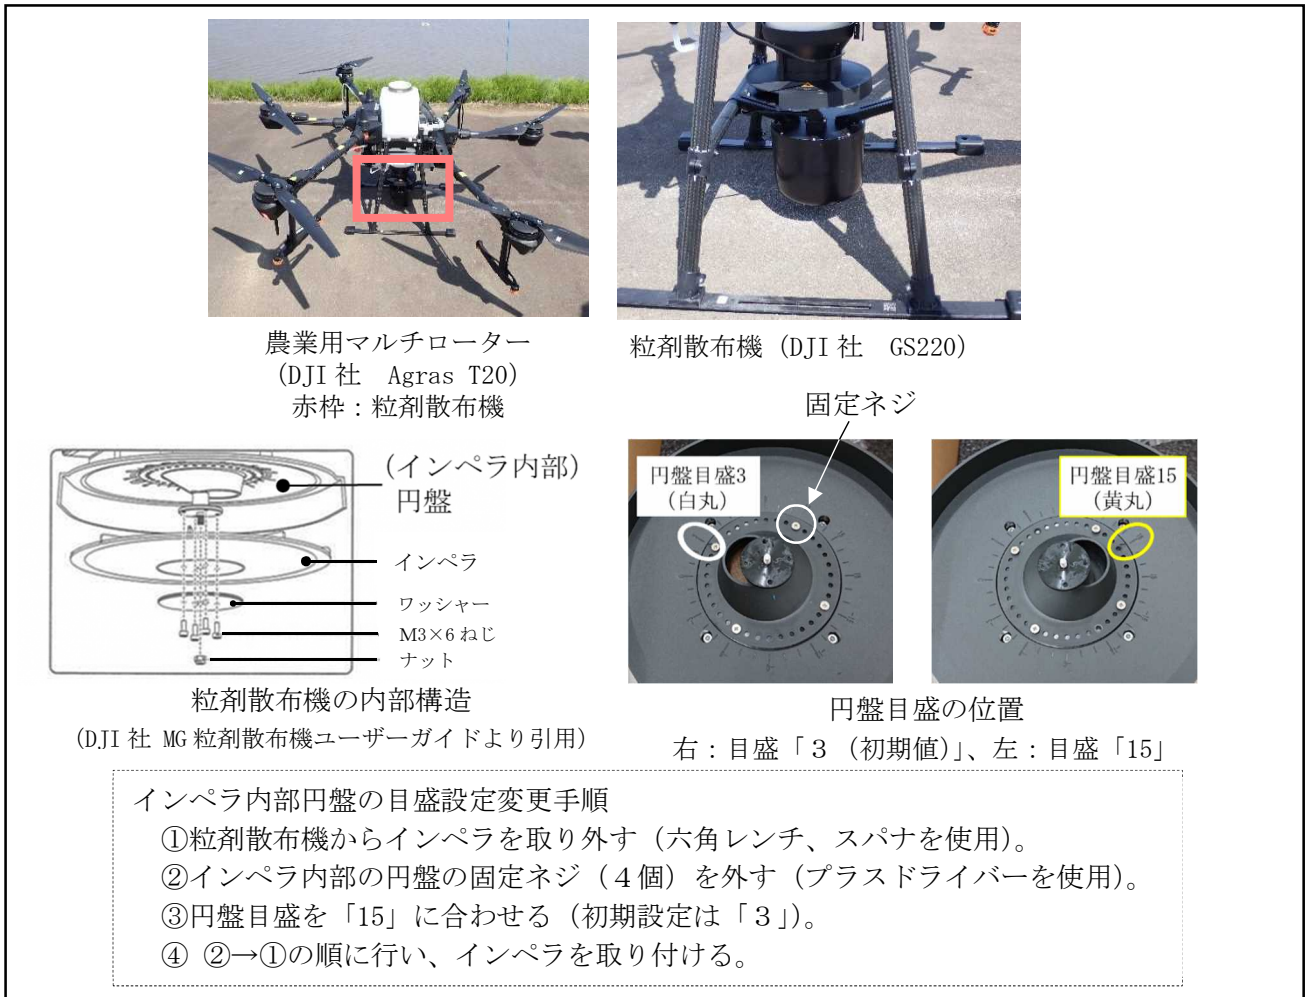 農業用マルチローター
(DJI 社　Agras T20)
赤枠：粒剤散布機
粒剤散布機（DJI 社　GS220）
固定ネジ
(インペラ内部)
円盤
インペラ
ワッシャー
M3×6 ねじ
ナット
粒剤散布機の内部構造
(DJI 社 MG 粒剤散布機ユーザーガイドより引用)
円盤目盛3
(白丸)
円盤目盛15
(黄丸)
円盤目盛の位置
右：目盛「３（初期値）」、左：目盛「15」
インペラ内部円盤の目盛設定変更手順
①粒剤散布機からインペラを取り外す（六角レンチ、スパナを使用）。
②インペラ内部の円盤の固定ネジ（４個）を外す（プラスドライバーを使用）。
③円盤目盛を「15」に合わせる（初期設定は「３」）。
④ ②→①の順に行い、インペラを取り付ける。